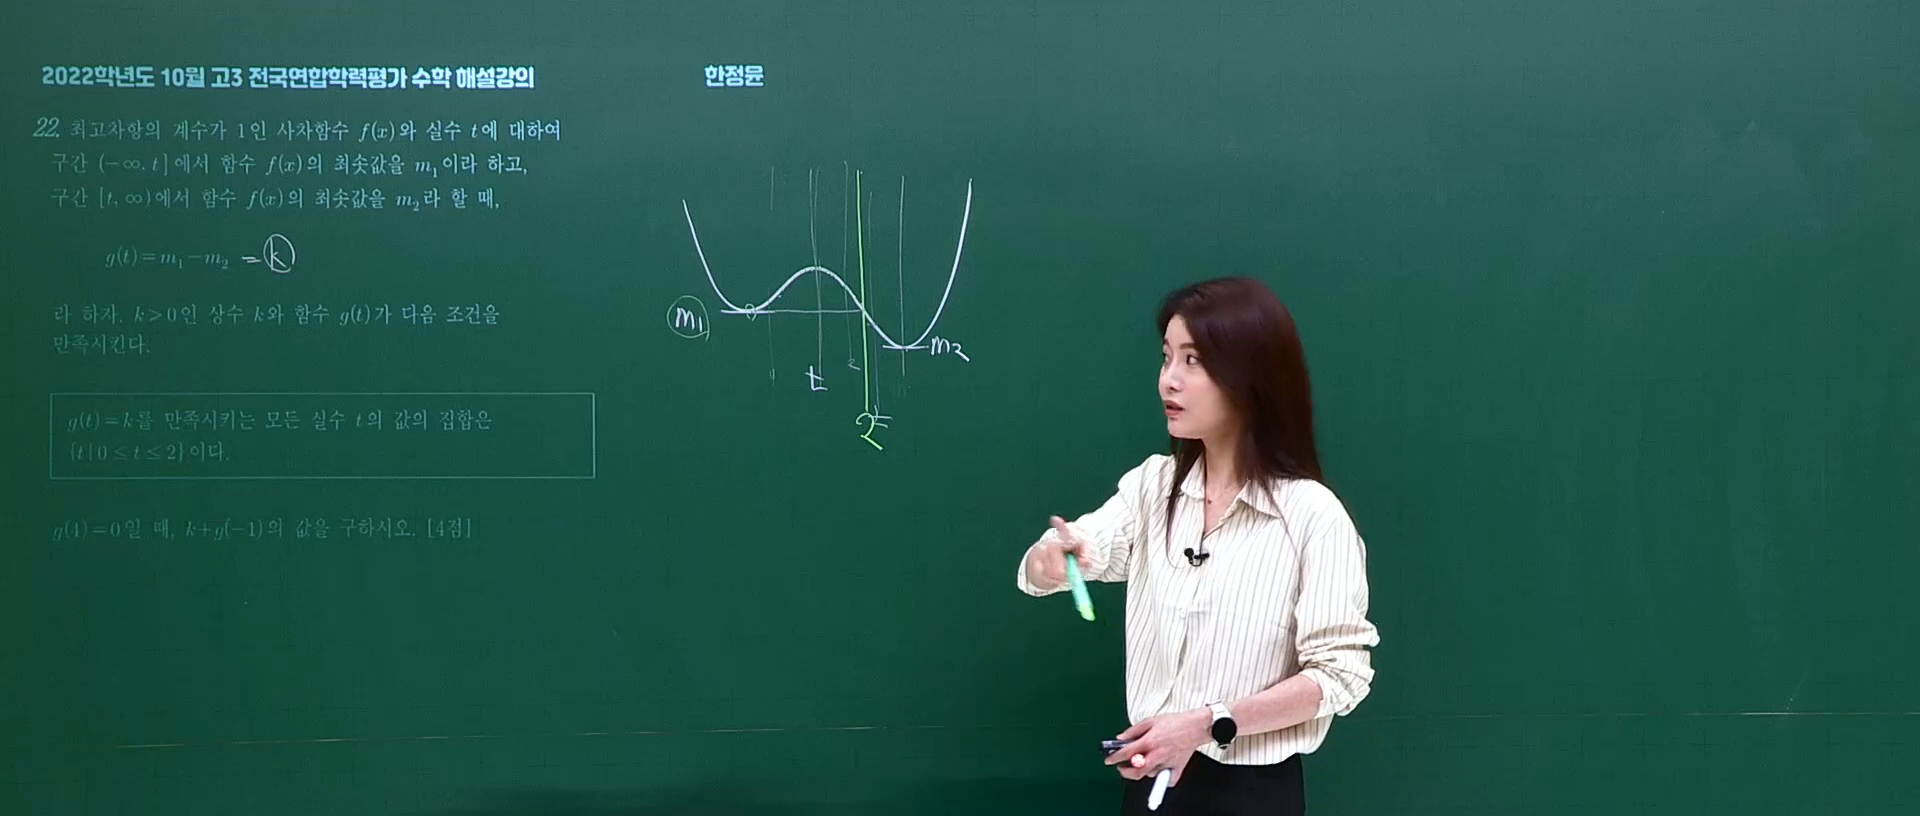 2022학년도 10월 고3 전국연합학력평가 수학 해설강의
한정윤
22. 최고차항의 계수가 1인 사차함수 f(x)와 실수 t에 대하여
구간 (-∞, t]에서 함수 f(x)의 최솟값을 m₁이라 하고,
구간 [t, ∞)에서 함수 f(x)의 최솟값을 m₂라 할 때,
g(t)=m₁-m₂ = k
라 하자. k>0인 상수 k와 함수 g(t)가 다음 조건을
만족시킨다.
g(t)=k를 만족시키는 모든 실수 t의 값의 집합은
{t|0≤t≤2}이다.
g(4)=0일 때, k+g(-1)의 값을 구하시오. [4점]
m₁
m₂
t
2